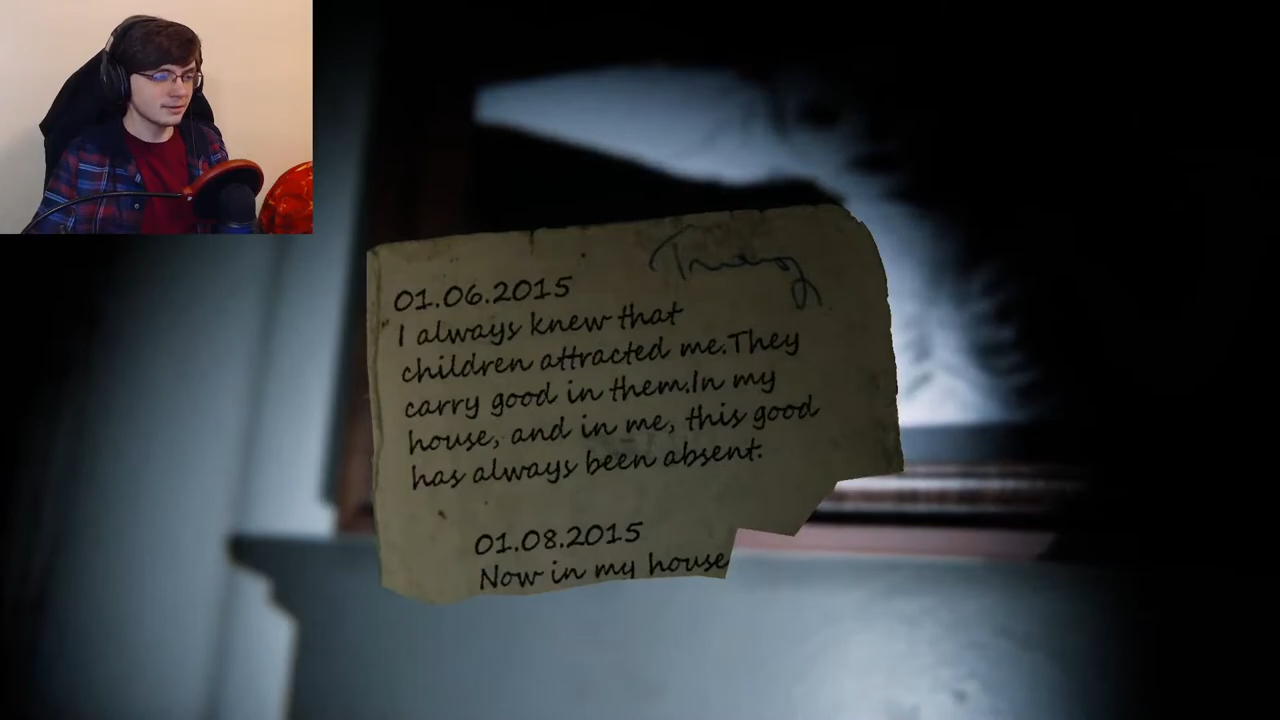 01.06.2015
I always knew that
children attracted me.They
carry good in them.In my
house, and in me, this good
has always been absent.
01.08.2015
Now in my house